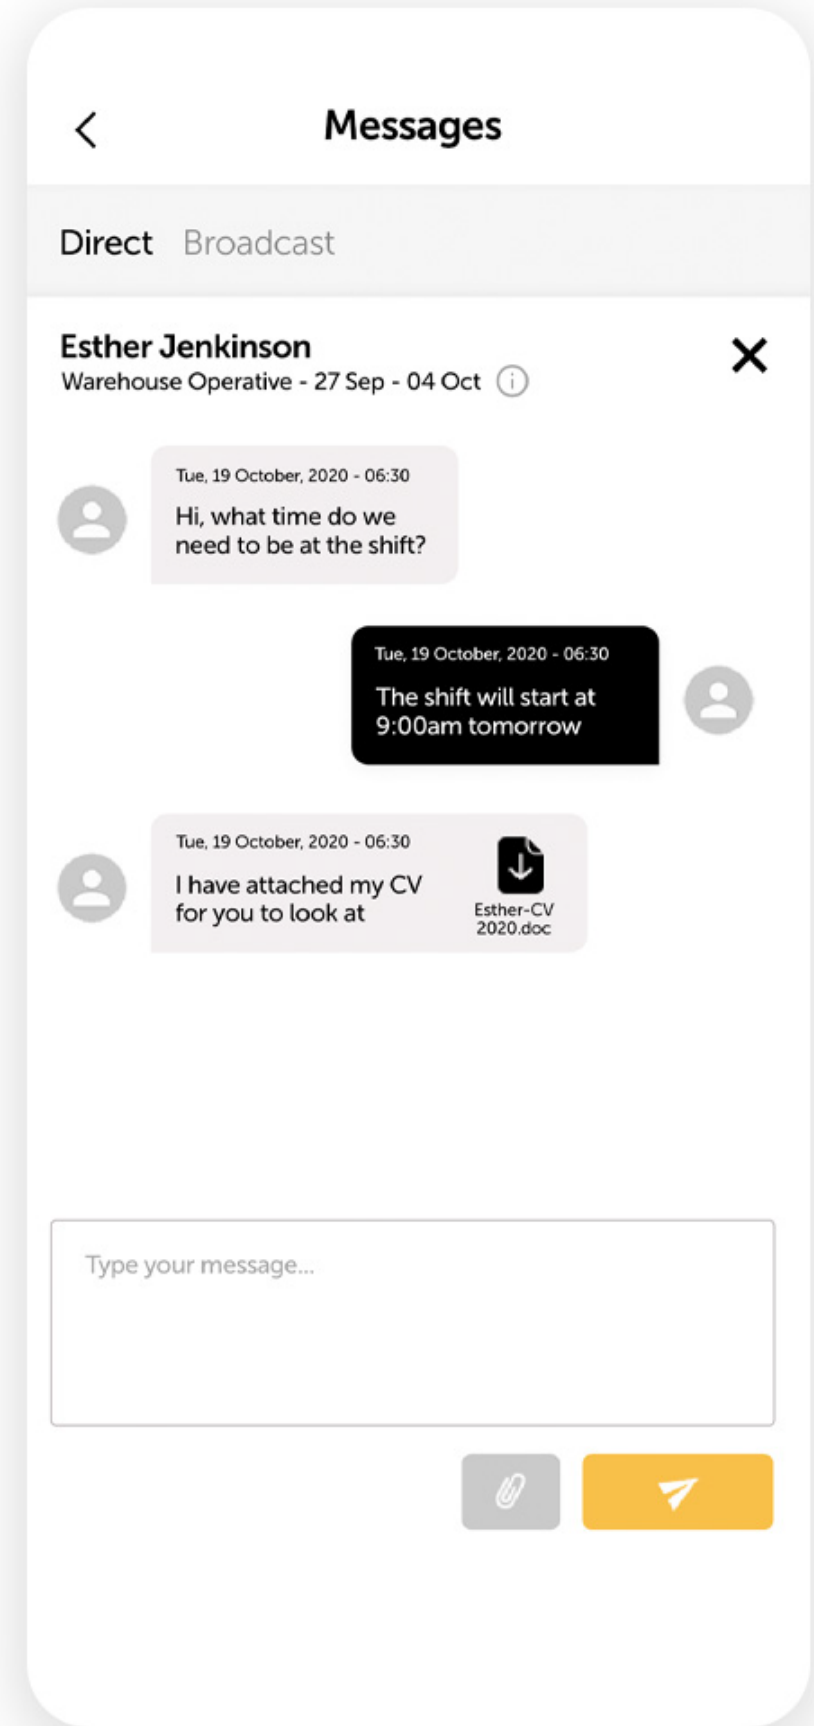 Messages
Direct Broadcast
Esther Jenkinson
Warehouse Operative - 27 Sep - 04 Oct
Tue, 19 October, 2020 - 06:30
Hi, what time do we
need to be at the shift?
Tue, 19 October, 2020 - 06:30
The shift will start at
9:00am tomorrow
Tue, 19 October, 2020 - 06:30
I have attached my CV
for you to look at
Esther-CV
2020.doc
Type your message...